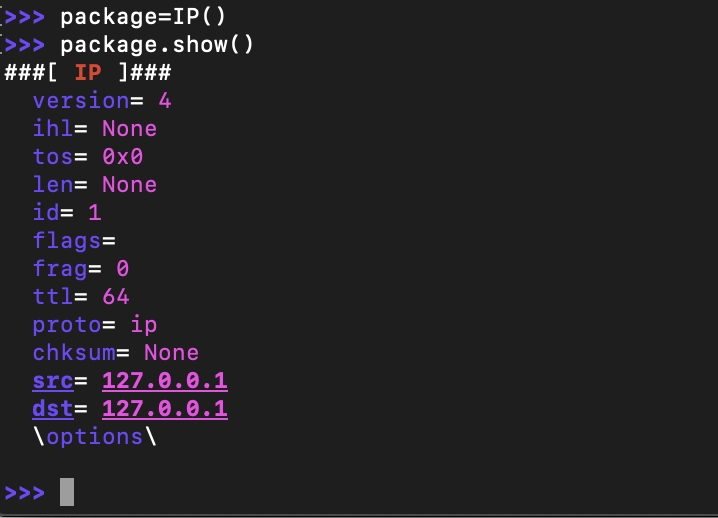 >>> package=IP()
>>> package.show()
###[ IP ]###
  version= 4
  ihl= None
  tos= 0x0
  len= None
  id= 1
  flags=
  frag= 0
  ttl= 64
  proto= ip
  chksum= None
  src= 127.0.0.1
  dst= 127.0.0.1
  \options\
>>>